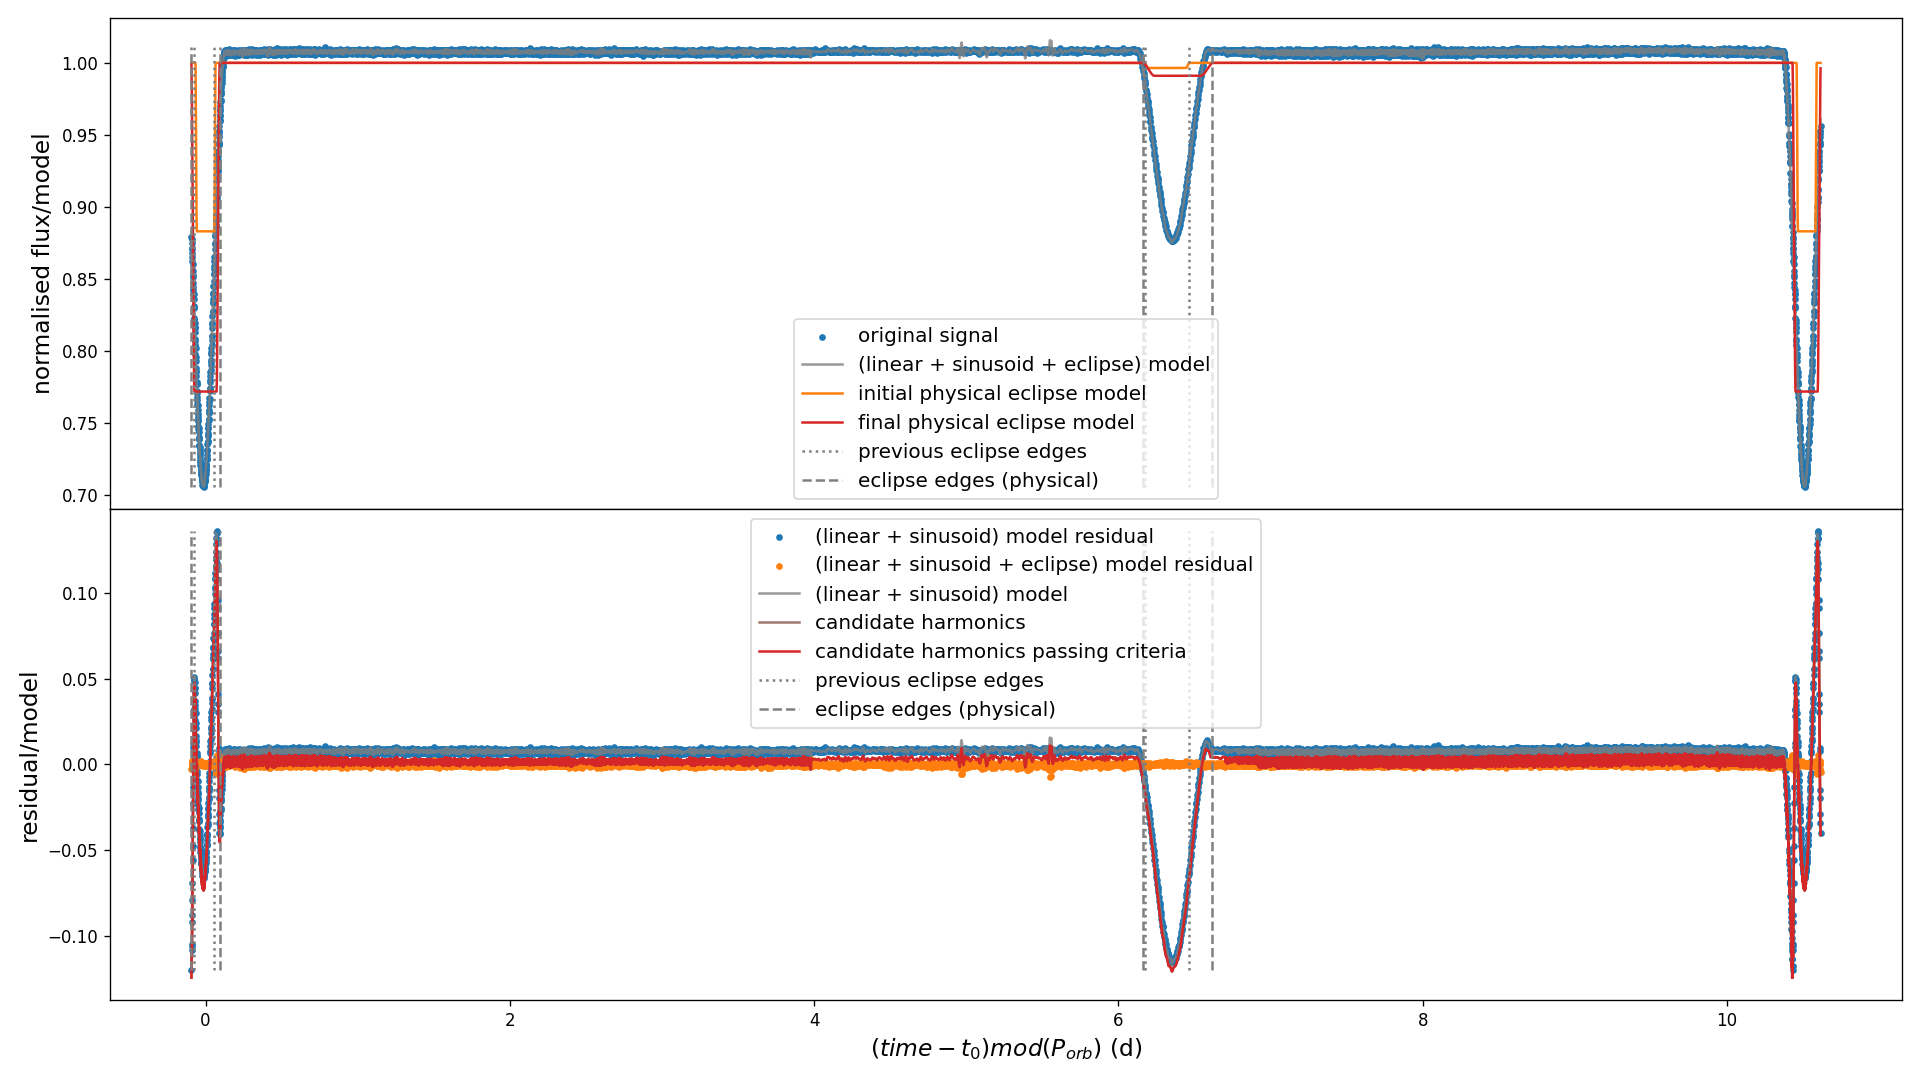 normalised flux/model
1.00
0.95
0.90
0.85
0.80
0.75
0.70
original signal
(linear + sinusoid + eclipse) model
initial physical eclipse model
final physical eclipse model
previous eclipse edges
eclipse edges (physical)
residual/model
0.10
0.05
0.00
−0.05
−0.10
(linear + sinusoid) model residual
(linear + sinusoid + eclipse) model residual
(linear + sinusoid) model
candidate harmonics
candidate harmonics passing criteria
previous eclipse edges
eclipse edges (physical)
0 2 4 6 8 10
(time − t₀)mod(Pₒᵣb) (d)